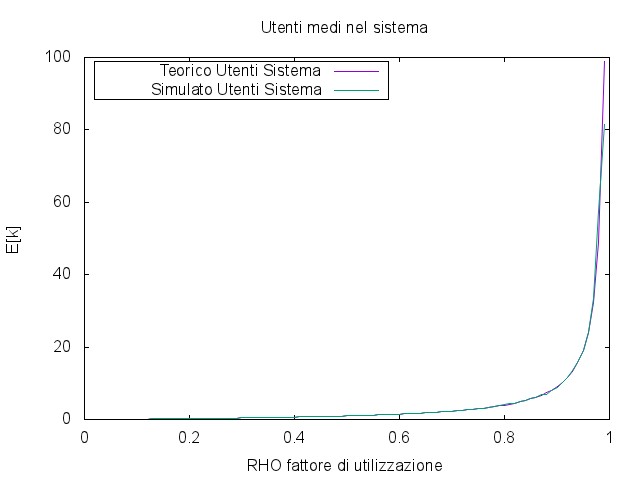 Utenti medi nel sistema
100
Teorico Utenti Sistema
Simulato Utenti Sistema
80
60
E[k]
40
20
0
0 0.2 0.4 0.6 0.8 1
RHO fattore di utilizzazione